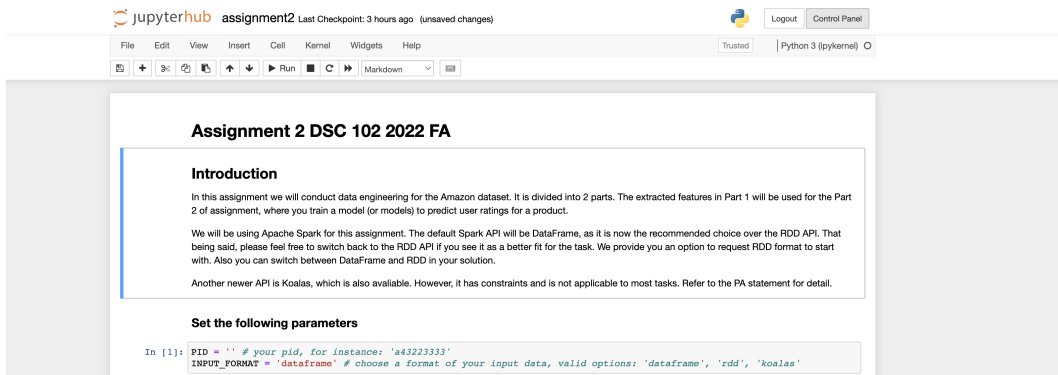 jupyterhub assignment2 Last Checkpoint: 3 hours ago (unsaved changes) Logout Control Panel
File Edit View Insert Cell Kernel Widgets Help Trusted Python 3 (ipykernel)
Run Markdown
Assignment 2 DSC 102 2022 FA
Introduction
In this assignment we will conduct data engineering for the Amazon dataset. It is divided into 2 parts. The extracted features in Part 1 will be used for the Part
2 of assignment, where you train a model (or models) to predict user ratings for a product.
We will be using Apache Spark for this assignment. The default Spark API will be DataFrame, as it is now the recommended choice over the RDD API. That
being said, please feel free to switch back to the RDD API if you see it as a better fit for the task. We provide you an option to request RDD format to start
with. Also you can switch between DataFrame and RDD in your solution.
Another newer API is Koalas, which is also avaliable. However, it has constraints and is not applicable to most tasks. Refer to the PA statement for detail.
Set the following parameters
In [1]: PID = '' # your pid, for instance: 'a43223333'
INPUT_FORMAT = 'dataframe' # choose a format of your input data, valid options: 'dataframe', 'rdd', 'koalas'